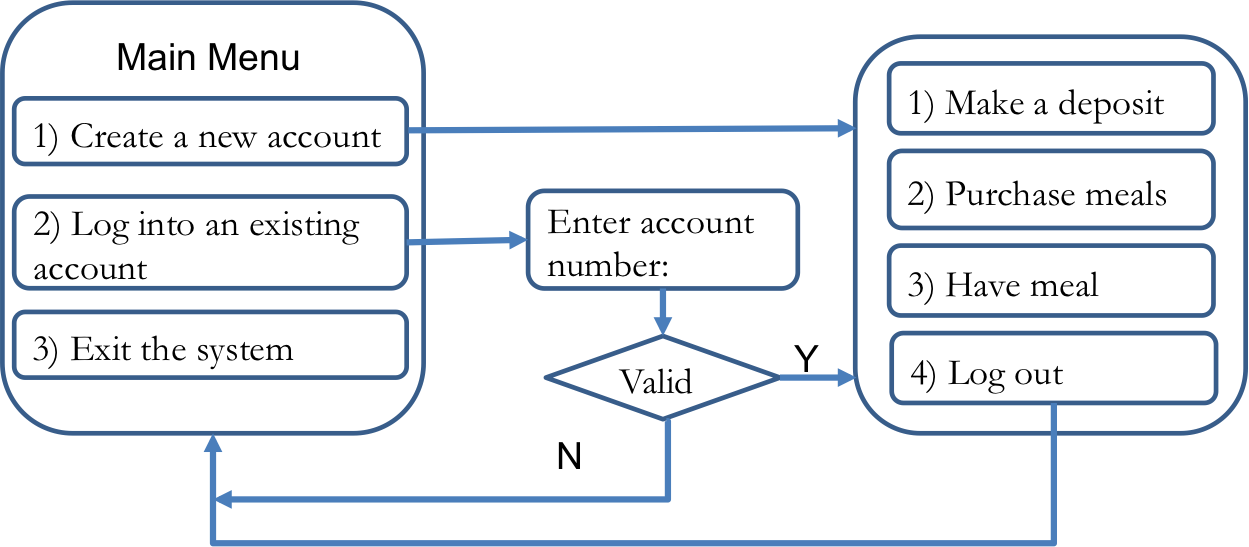 Main Menu
1) Create a new account
2) Log into an existing
account
3) Exit the system
Enter account
number:
Valid
Y
N
1) Make a deposit
2) Purchase meals
3) Have meal
4) Log out